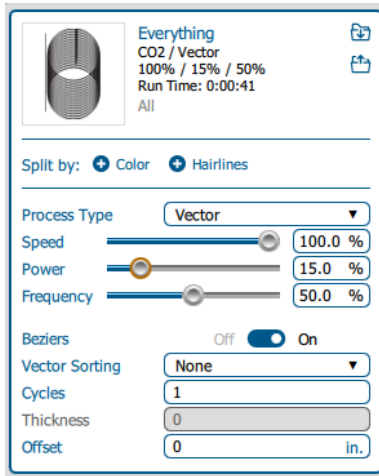 Everything
CO2 / Vector
100% / 15% / 50%
Run Time: 0:00:41
All
Split by: Color Hairlines
Process Type Vector
Speed 100.0 %
Power 15.0 %
Frequency 50.0 %
Beziers Off On
Vector Sorting None
Cycles 1
Thickness 0
Offset 0 in.